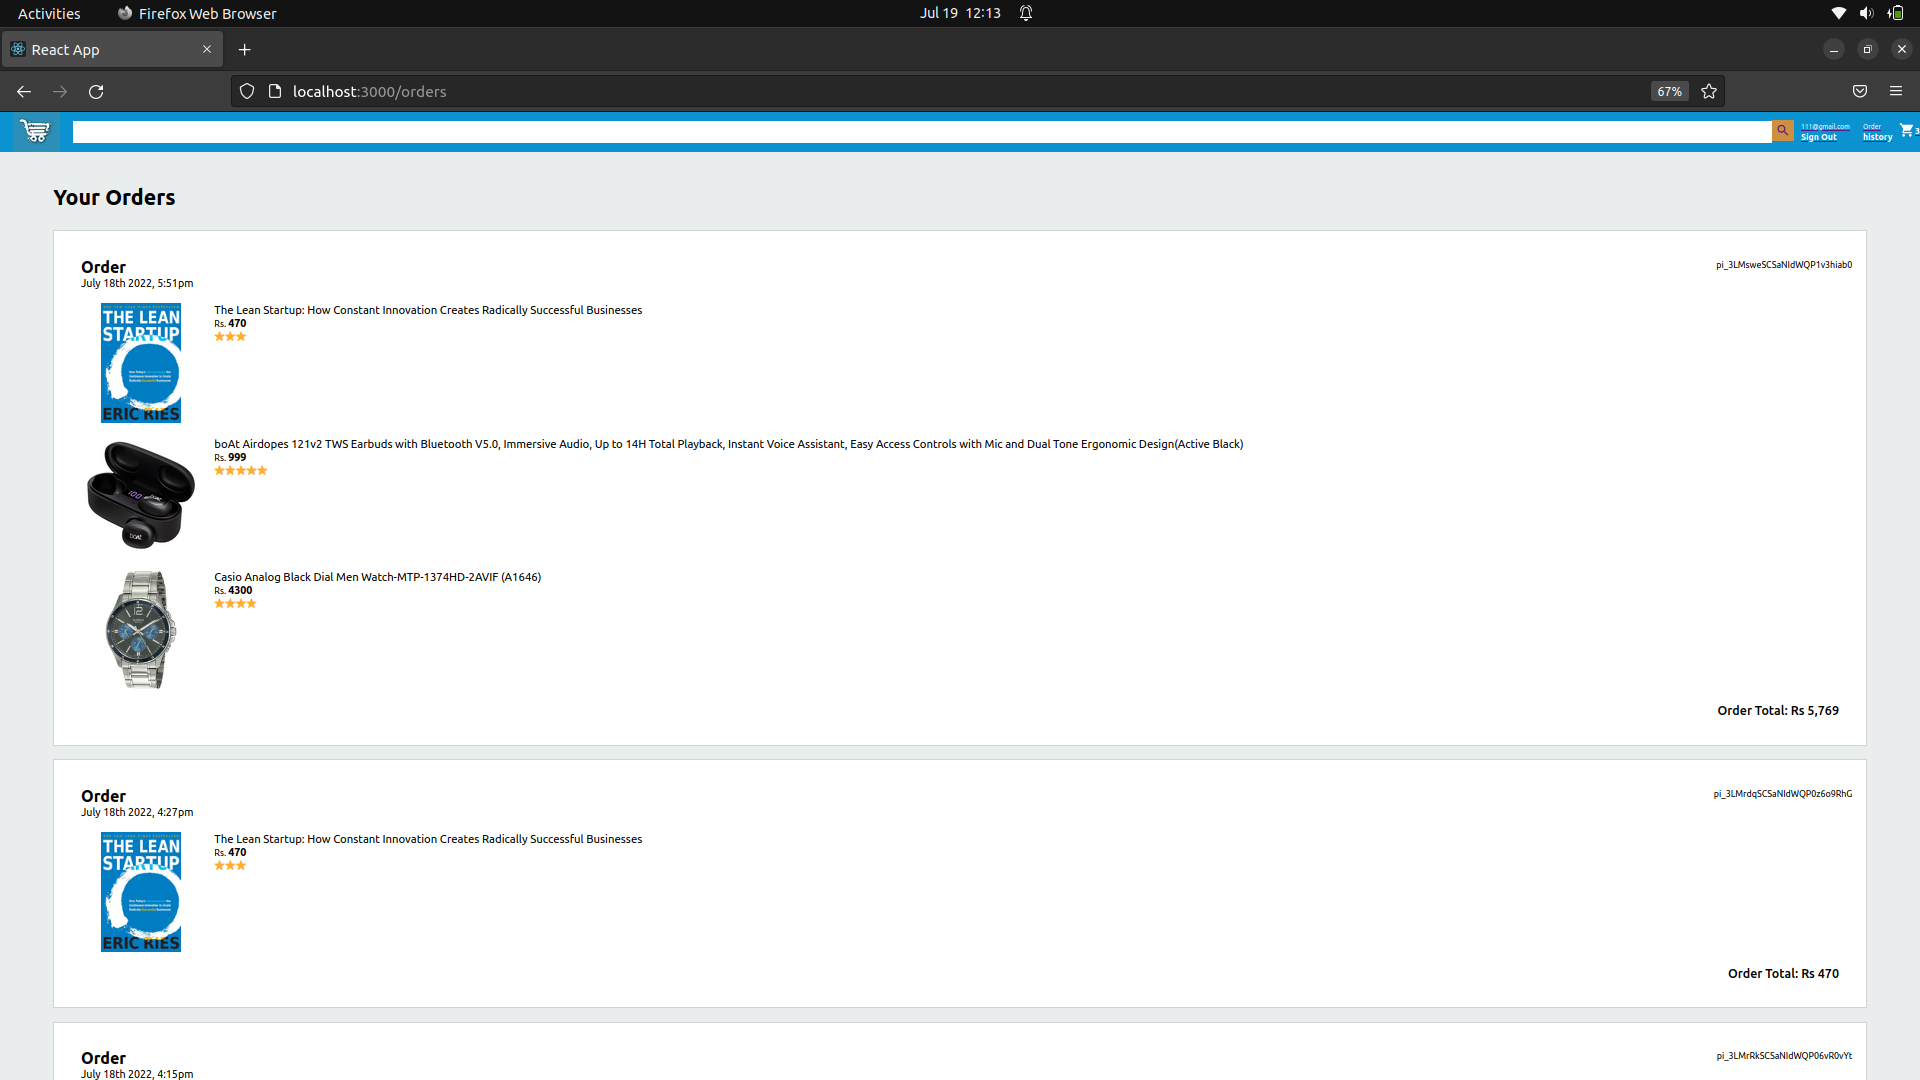 Activities Firefox Web Browser Jul 19 12:13
React App
localhost:3000/orders 67%
111@gmail.com Order
Sign Out history 3
Your Orders
Order pi_3LMsweSCSaNIdWQP1v3hiab0
July 18th 2022, 5:51pm
THE LEAN
STARTUP
ERIC RIES
The Lean Startup: How Constant Innovation Creates Radically Successful Businesses
Rs. 470
boAt Airdopes 121v2 TWS Earbuds with Bluetooth V5.0, Immersive Audio, Up to 14H Total Playback, Instant Voice Assistant, Easy Access Controls with Mic and Dual Tone Ergonomic Design(Active Black)
Rs. 999
100
boAt
Casio Analog Black Dial Men Watch-MTP-1374HD-2AVIF (A1646)
Rs. 4300
Order Total: Rs 5,769
Order pi_3LMrdqSCSaNIdWQP0z6o9RhG
July 18th 2022, 4:27pm
THE LEAN
STARTUP
ERIC RIES
The Lean Startup: How Constant Innovation Creates Radically Successful Businesses
Rs. 470
Order Total: Rs 470
Order pi_3LMrRkSCSaNIdWQP06vR0vYt
July 18th 2022, 4:15pm